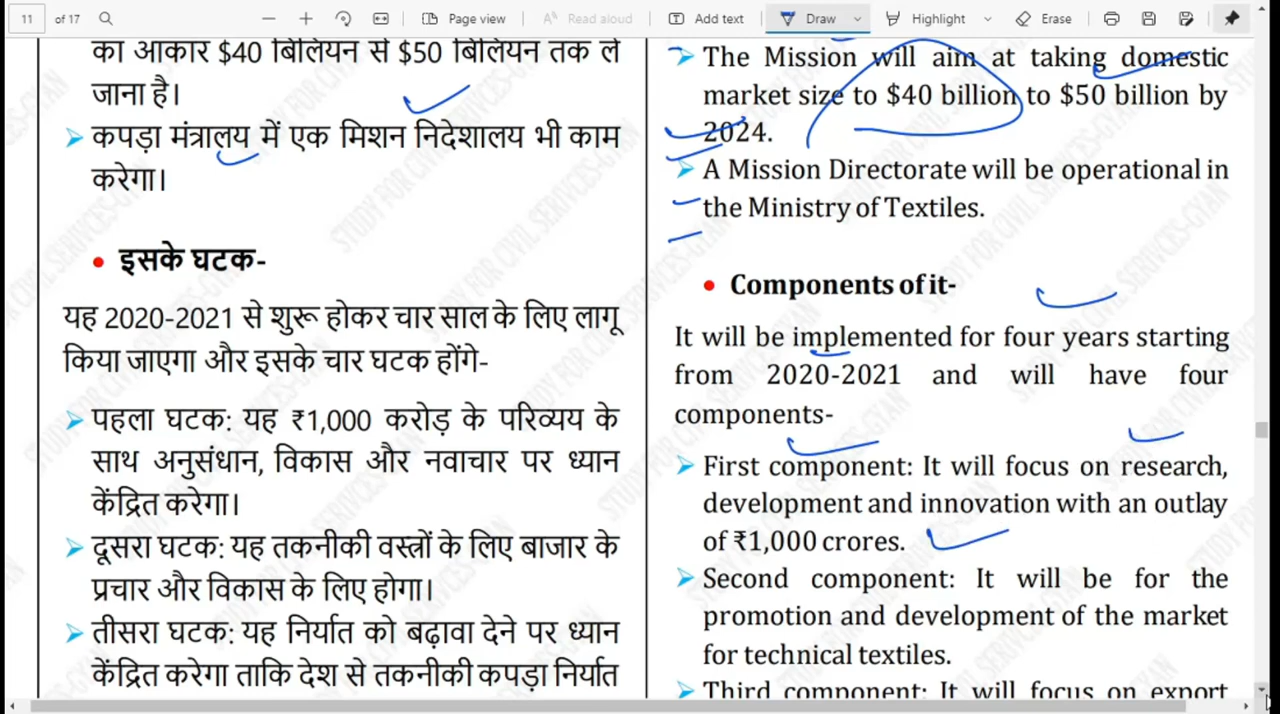 11 of 17
Page view
Read aloud
Add text
Draw
Highlight
Erase
का आकार $40 बिलियन से $50 बिलियन तक ले
जाना है।
कपड़ा मंत्रालय में एक मिशन निदेशालय भी काम
करेगा।
इसके घटक-
यह 2020-2021 से शुरू होकर चार साल के लिए लागू
किया जाएगा और इसके चार घटक होंगे-
पहला घटक: यह ₹1,000 करोड़ के परिव्यय के
साथ अनुसंधान, विकास और नवाचार पर ध्यान
केंद्रित करेगा।
दूसरा घटक: यह तकनीकी वस्त्रों के लिए बाजार के
प्रचार और विकास के लिए होगा।
तीसरा घटक: यह निर्यात को बढ़ावा देने पर ध्यान
केंद्रित करेगा ताकि देश से तकनीकी कपड़ा निर्यात
The Mission will aim at taking domestic
market size to $40 billion to $50 billion by
2024.
A Mission Directorate will be operational in
the Ministry of Textiles.
Components of it-
It will be implemented for four years starting
from 2020-2021 and will have four
components-
First component: It will focus on research,
development and innovation with an outlay
of ₹1,000 crores.
Second component: It will be for the
promotion and development of the market
for technical textiles.
Third component: It will focus on export